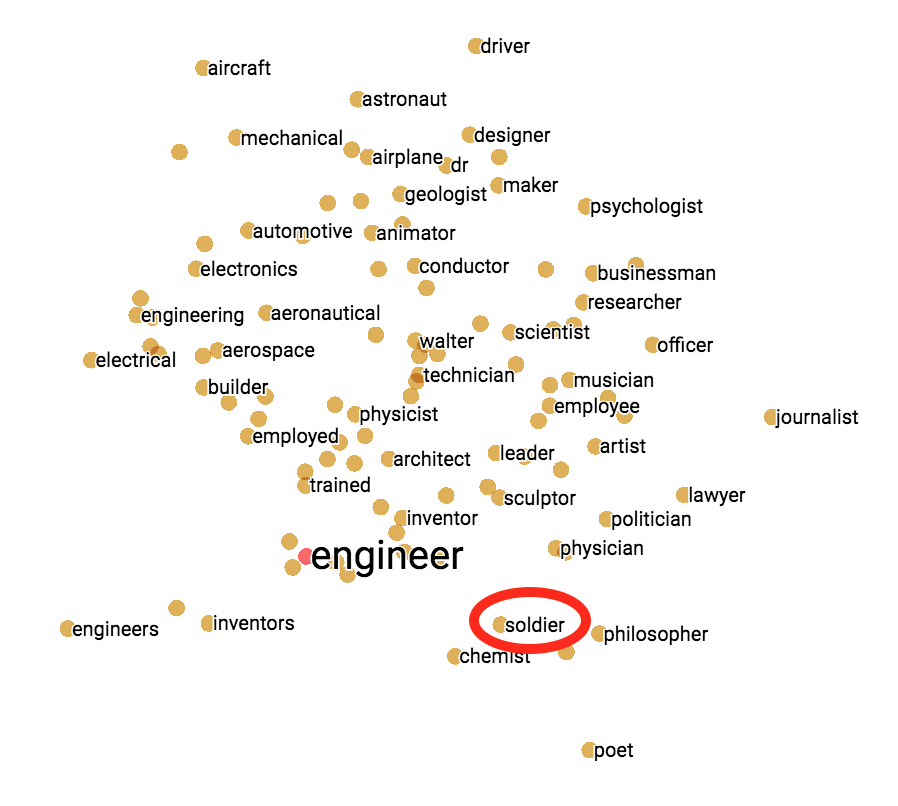 driver
aircraft
astronaut
mechanical
designer
airplane
dr
maker
geologist
psychologist
automotive
animator
electronics
conductor
businessman
researcher
engineering
aeronautical
scientist
walter
officer
electrical
aerospace
technician
musician
builder
employee
physicist
journalist
employed
artist
leader
architect
trained
lawyer
sculptor
inventor
politician
physician
engineer
inventors
soldier
engineers
philosopher
chemist
poet